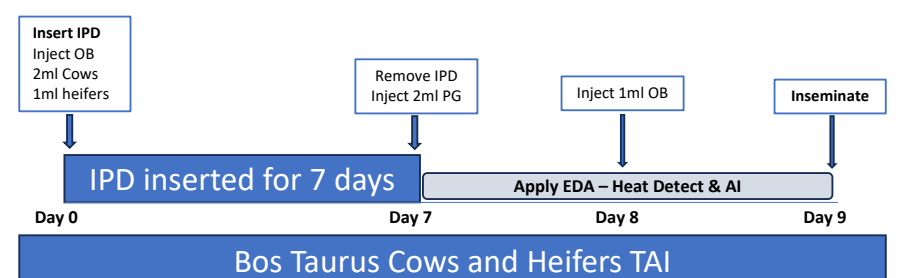 Insert IPD
Inject OB
2ml Cows
1ml heifers
Remove IPD
Inject 2ml PG
Inject 1ml OB
Inseminate
IPD inserted for 7 days
Apply EDA – Heat Detect & AI
Day 0
Day 7
Day 8
Day 9
Bos Taurus Cows and Heifers TAI